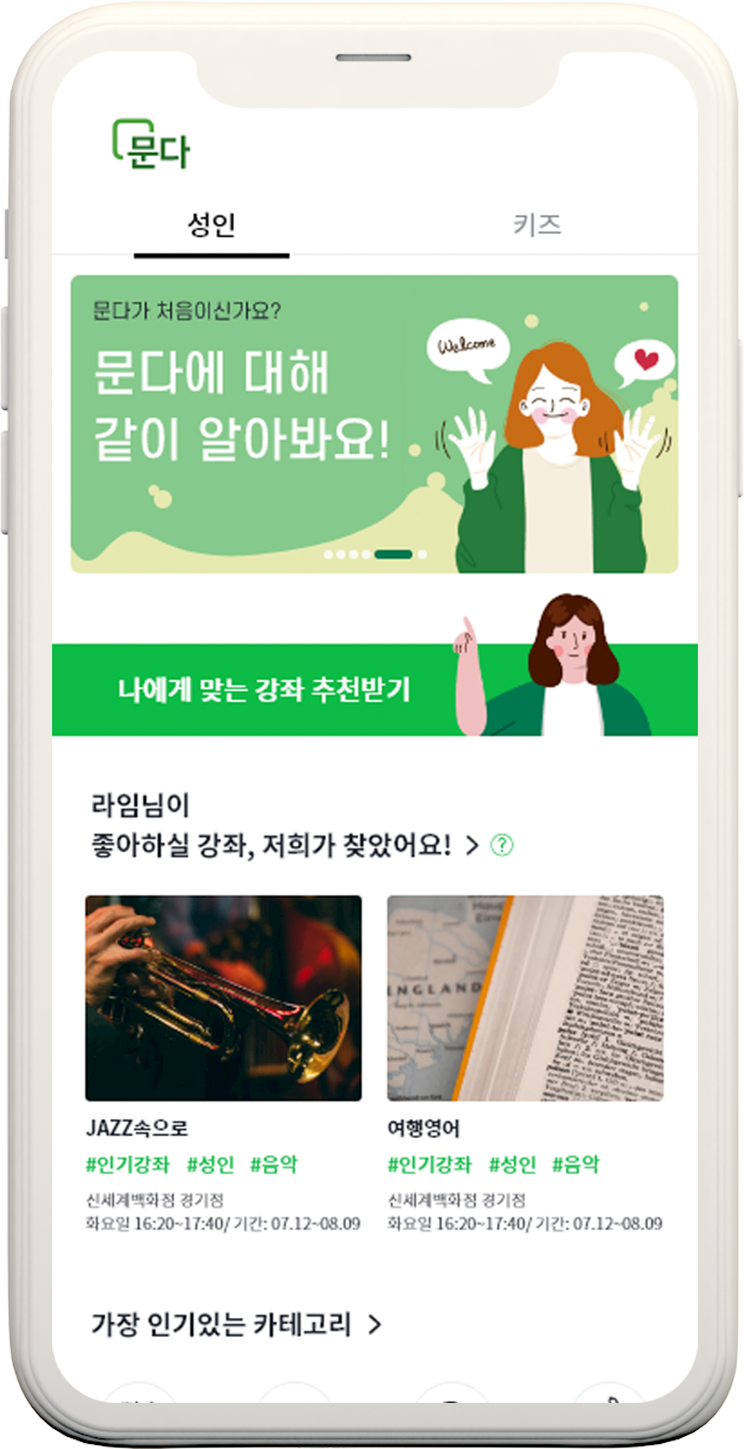 문다
성인 키즈
문다가 처음이신가요?
문다에 대해
같이 알아봐요!
Welcome
나에게 맞는 강좌 추천받기
라임님이
좋아하실 강좌, 저희가 찾았어요! > ?
NGLAND
JAZZ속으로
#인기강좌 #성인 #음악
신세계백화점 경기점
화요일 16:20~17:40/ 기간: 07.12~08.09
여행영어
#인기강좌 #성인 #음악
신세계백화점 경기점
화요일 16:20~17:40/ 기간: 07.12~08.09
가장 인기있는 카테고리 >